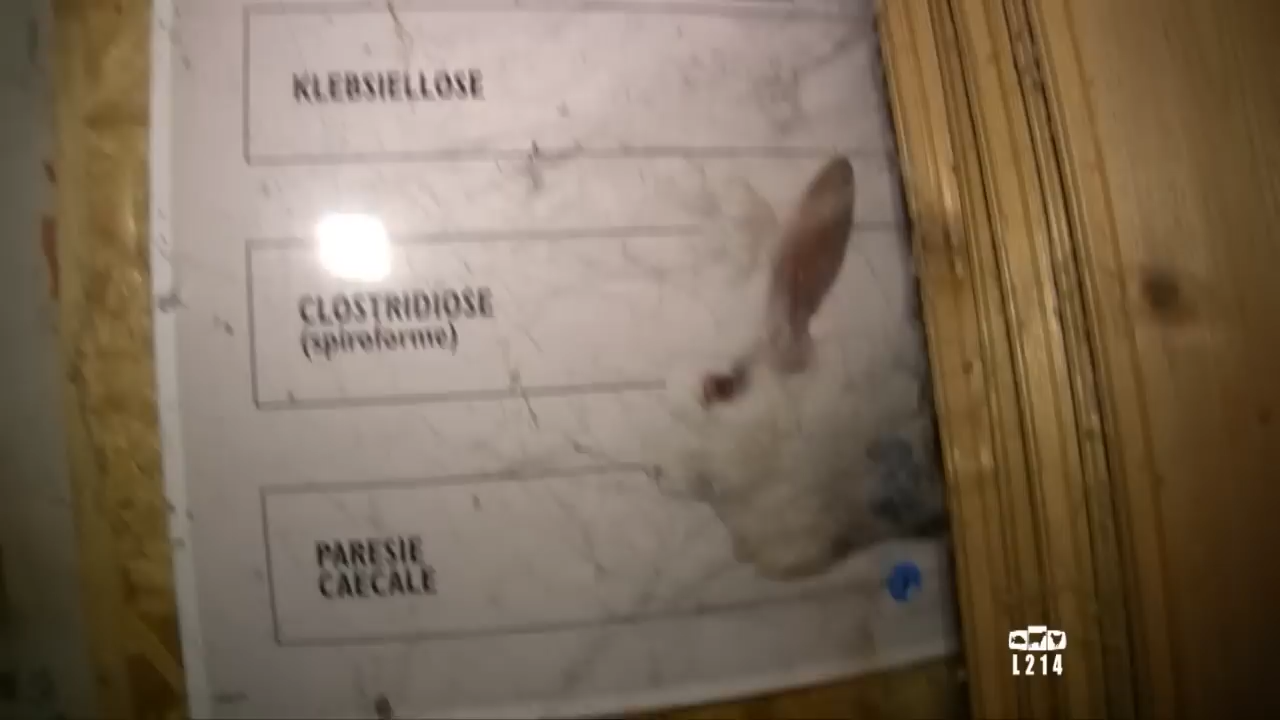 KLEBSIELLOSE
CLOSTRIDIOSE
(spiroforme)
PARESIE
CAECALE
L214